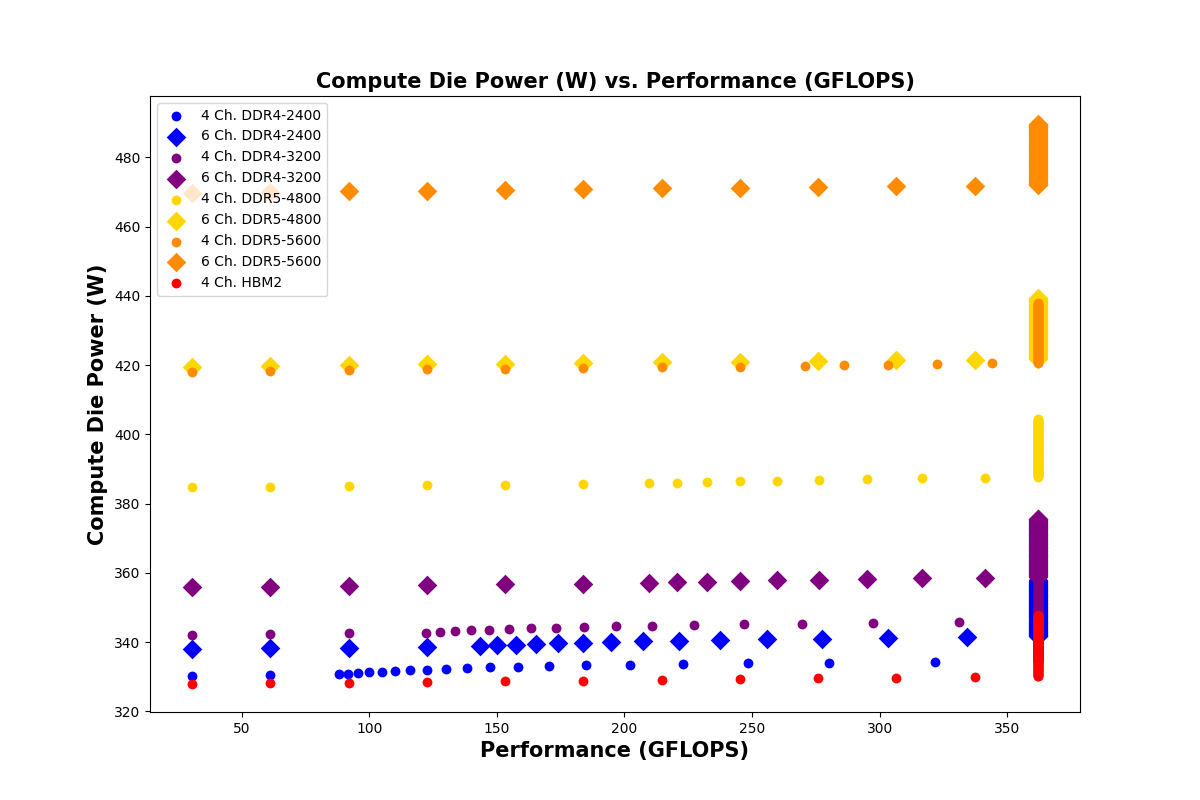 Compute Die Power (W) vs. Performance (GFLOPS)
4 Ch. DDR4-2400
6 Ch. DDR4-2400
4 Ch. DDR4-3200
6 Ch. DDR4-3200
4 Ch. DDR5-4800
6 Ch. DDR5-4800
4 Ch. DDR5-5600
6 Ch. DDR5-5600
4 Ch. HBM2
Compute Die Power (W)
480
460
440
420
400
380
360
340
320
50 100 150 200 250 300 350
Performance (GFLOPS)